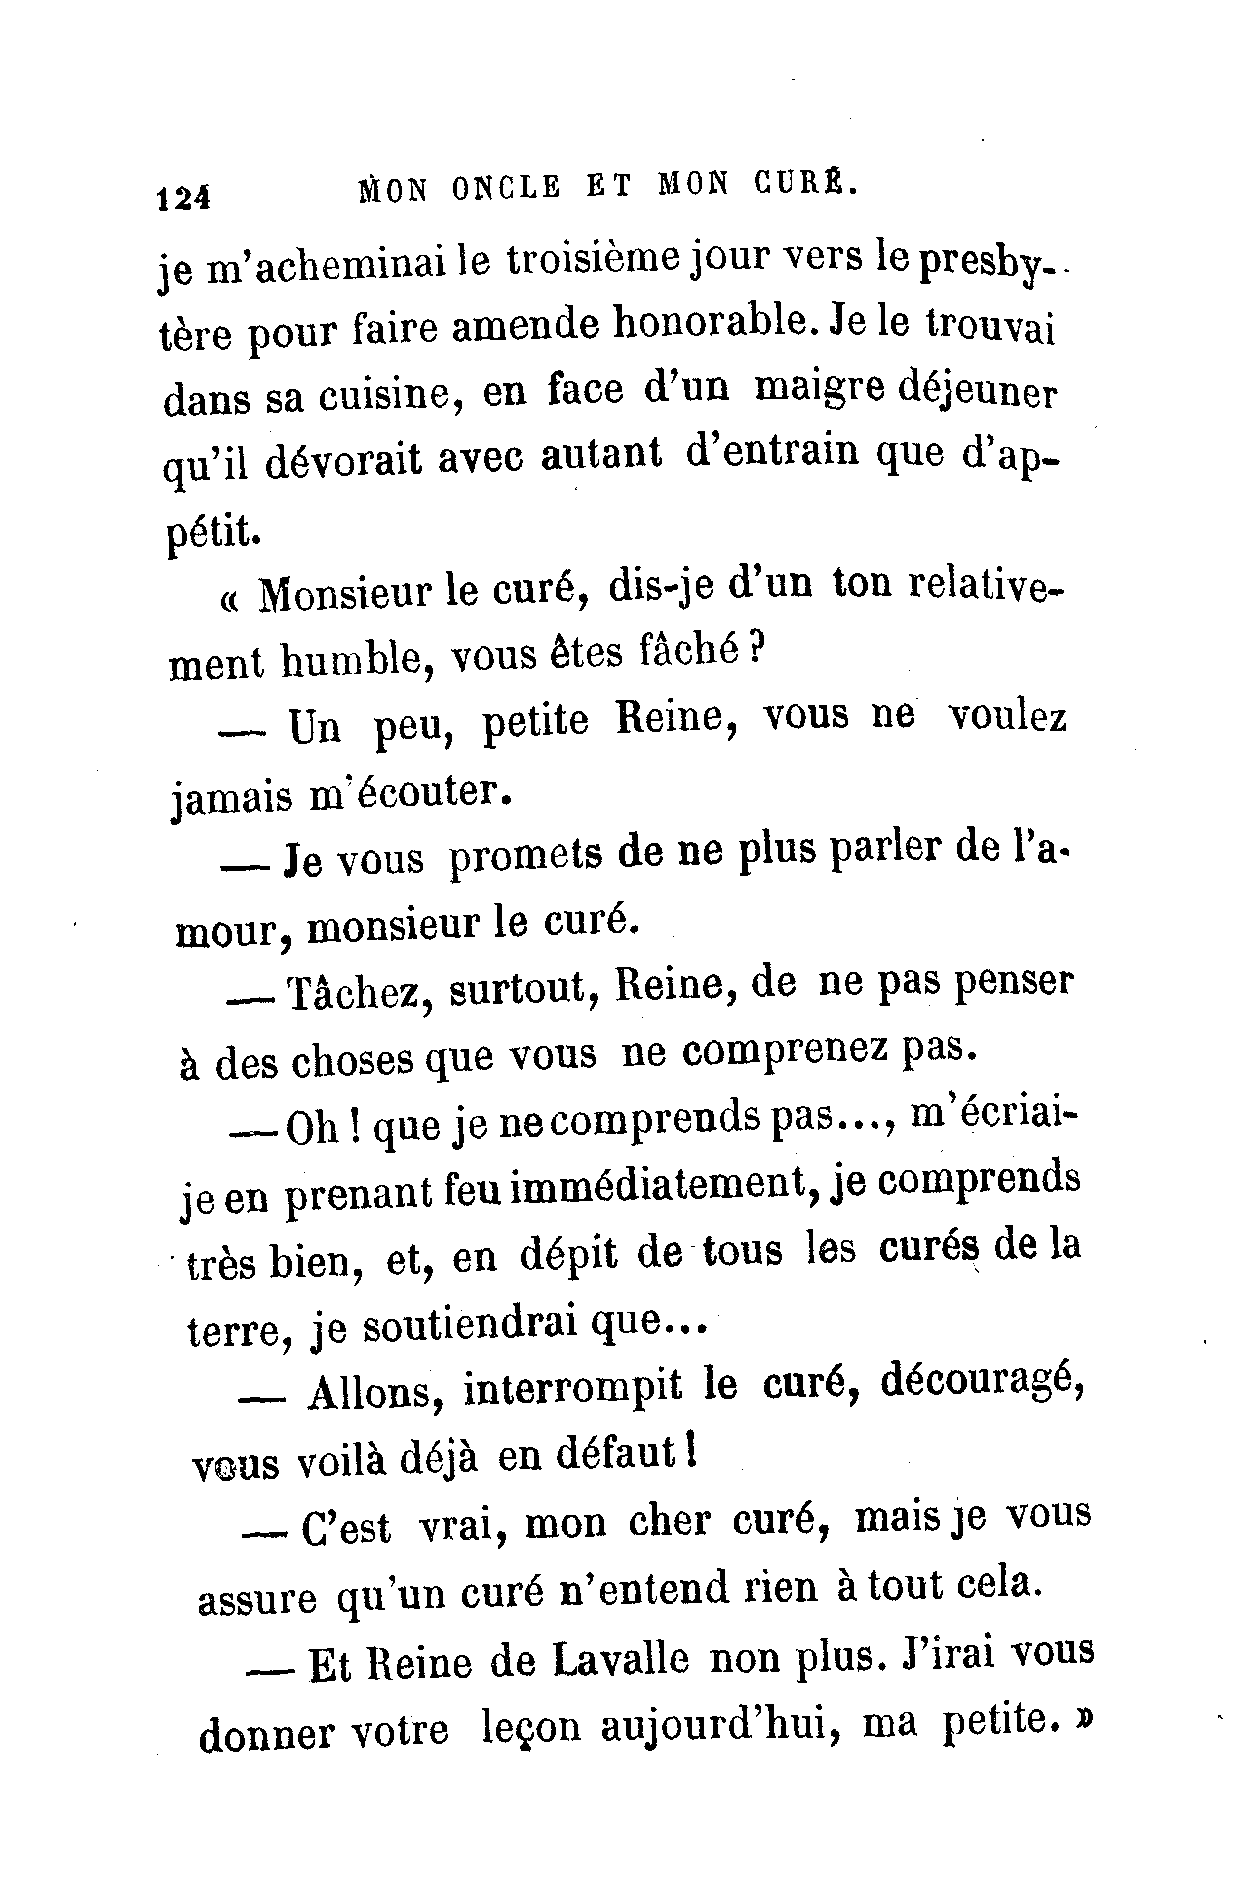 124 MON ONCLE ET MON CURÉ.
je m'acheminai le troisième jour vers le presby-
tère pour faire amende honorable. Je le trouvai
dans sa cuisine, en face d'un maigre déjeuner
qu'il dévorait avec autant d'entrain que d'ap-
pétit.
« Monsieur le curé, dis-je d'un ton relative-
ment humble, vous êtes fâché ?
— Un peu, petite Reine, vous ne voulez
jamais m'écouter.
— Je vous promets de ne plus parler de l'a-
mour, monsieur le curé.
— Tâchez, surtout, Reine, de ne pas penser
à des choses que vous ne comprenez pas.
— Oh ! que je ne comprends pas..., m'écriai-
je en prenant feu immédiatement, je comprends
très bien, et, en dépit de tous les curés de la
terre, je soutiendrai que...
— Allons, interrompit le curé, découragé,
vous voilà déjà en défaut !
— C'est vrai, mon cher curé, mais je vous
assure qu'un curé n'entend rien à tout cela.
— Et Reine de Lavalle non plus. J'irai vous
donner votre leçon aujourd'hui, ma petite. »